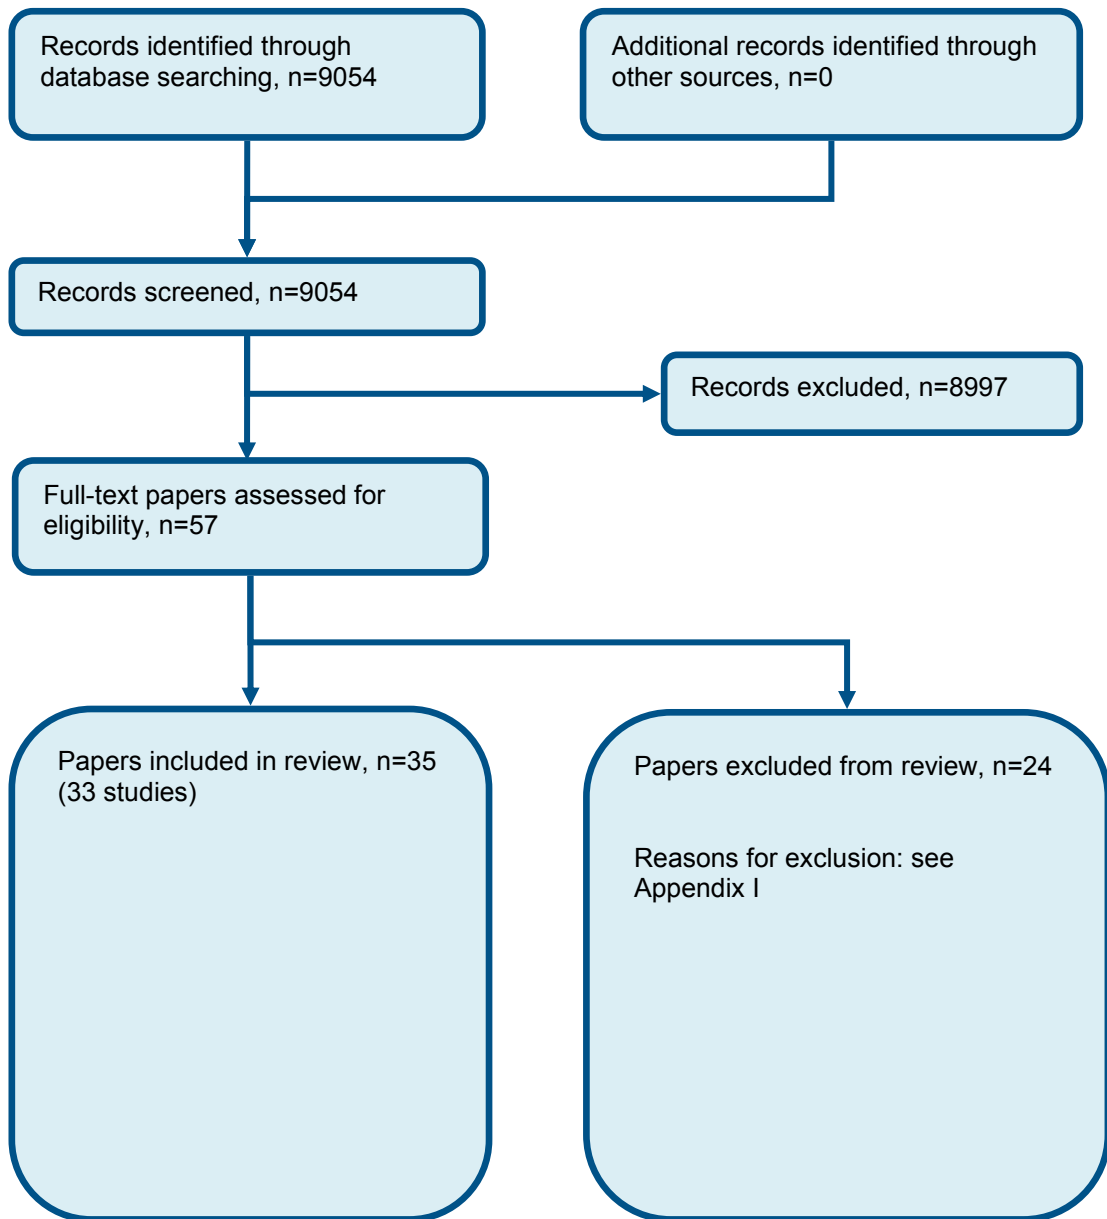 Records identified through
database searching, n=9054
Additional records identified through
other sources, n=0
Records screened, n=9054
Records excluded, n=8997
Full-text papers assessed for
eligibility, n=57
Papers included in review, n=35
(33 studies)
Papers excluded from review, n=24
Reasons for exclusion: see
Appendix I